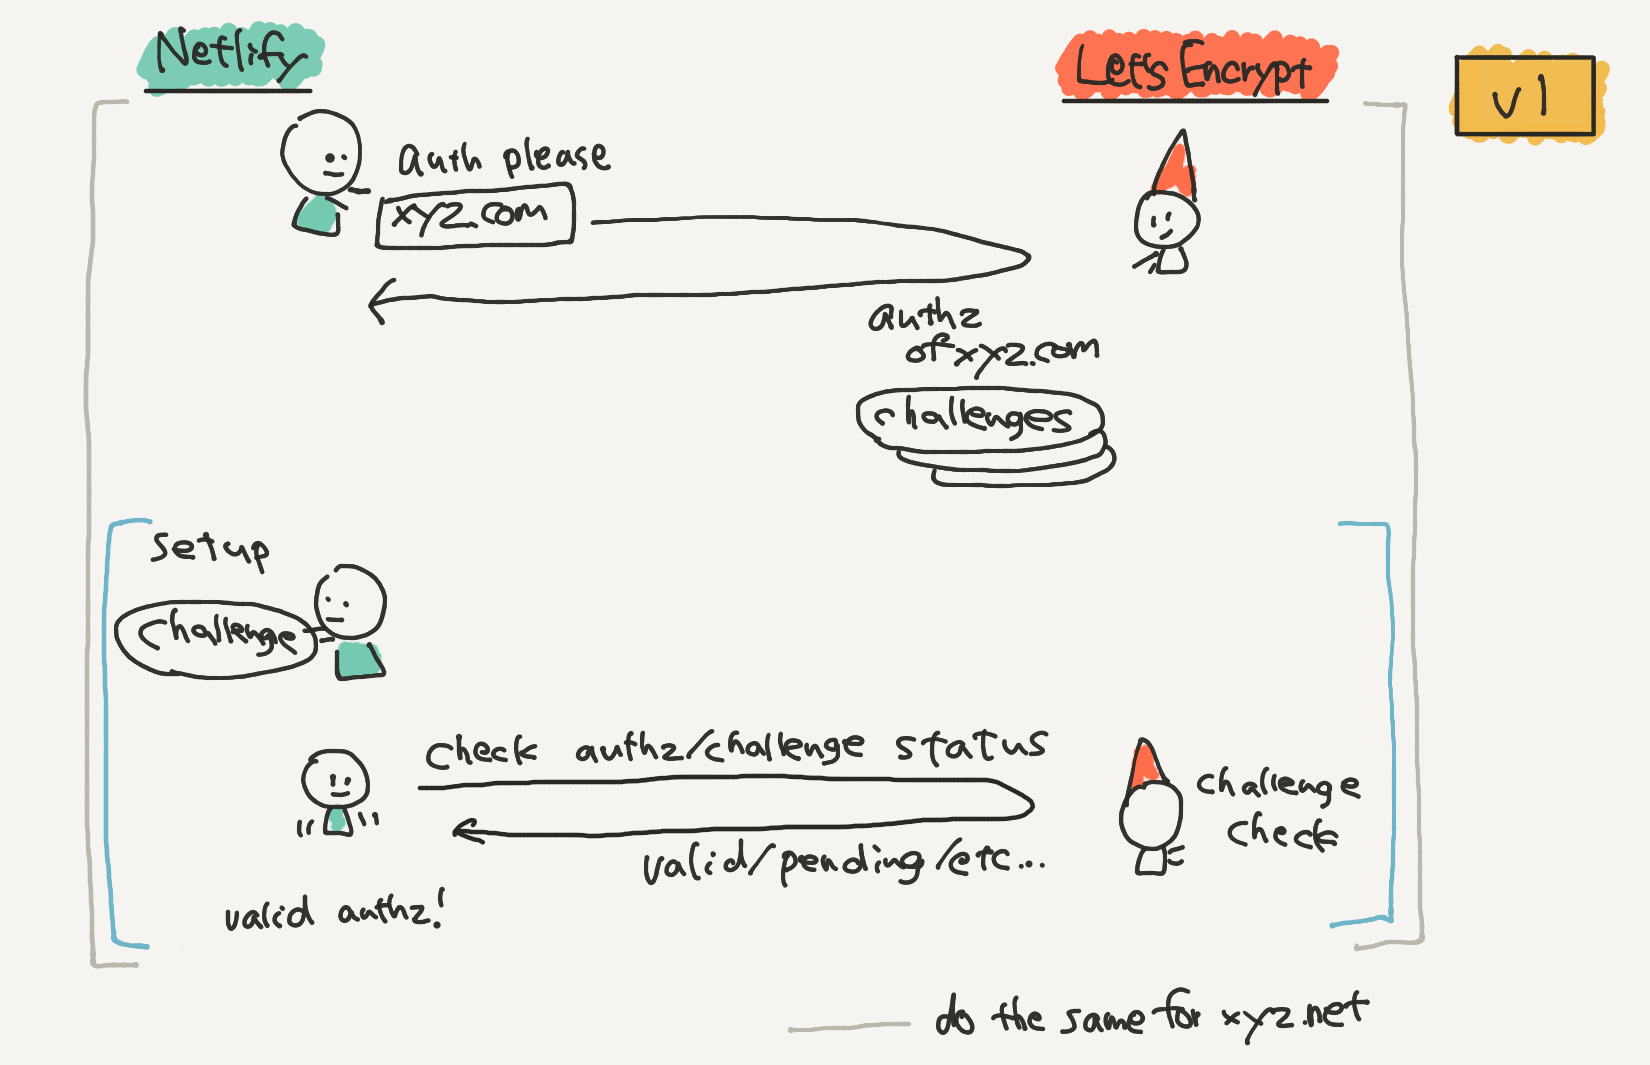 Netlify
Let's Encrypt
v1
auth please
xyz.com
authz
of xyz.com
challenges
setup
challenge
check authz/challenge status
challenge
check
valid/pending/etc...
valid authz!
do the same for xyz.net